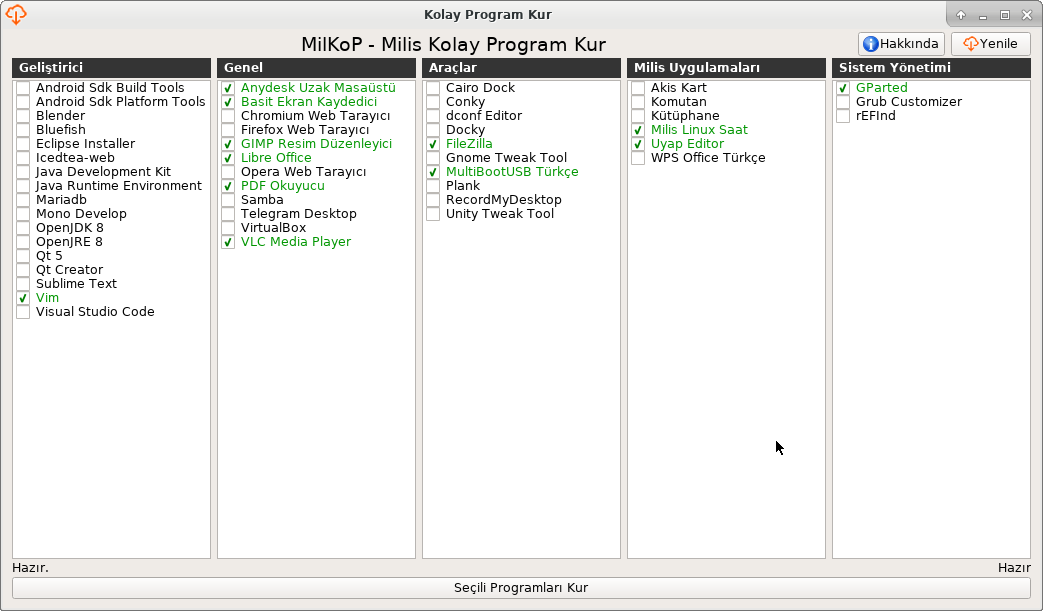 Kolay Program Kur
MilKoP - Milis Kolay Program Kur
Hakkında
Yenile
Geliştirici
Android Sdk Build Tools
Android Sdk Platform Tools
Blender
Bluefish
Eclipse Installer
Icedtea-web
Java Development Kit
Java Runtime Environment
Mariadb
Mono Develop
OpenJDK 8
OpenJRE 8
Qt 5
Qt Creator
Sublime Text
Vim
Visual Studio Code
Genel
Anydesk Uzak Masaüstü
Basit Ekran Kaydedici
Chromium Web Tarayıcı
Firefox Web Tarayıcı
GIMP Resim Düzenleyici
Libre Office
Opera Web Tarayıcı
PDF Okuyucu
Samba
Telegram Desktop
VirtualBox
VLC Media Player
Araçlar
Cairo Dock
Conky
dconf Editor
Docky
FileZilla
Gnome Tweak Tool
MultiBootUSB Türkçe
Plank
RecordMyDesktop
Unity Tweak Tool
Milis Uygulamaları
Akis Kart
Komutan
Kütüphane
Milis Linux Saat
Uyap Editor
WPS Office Türkçe
Sistem Yönetimi
GParted
Grub Customizer
rEFInd
Hazır.
Hazır
Seçili Programları Kur